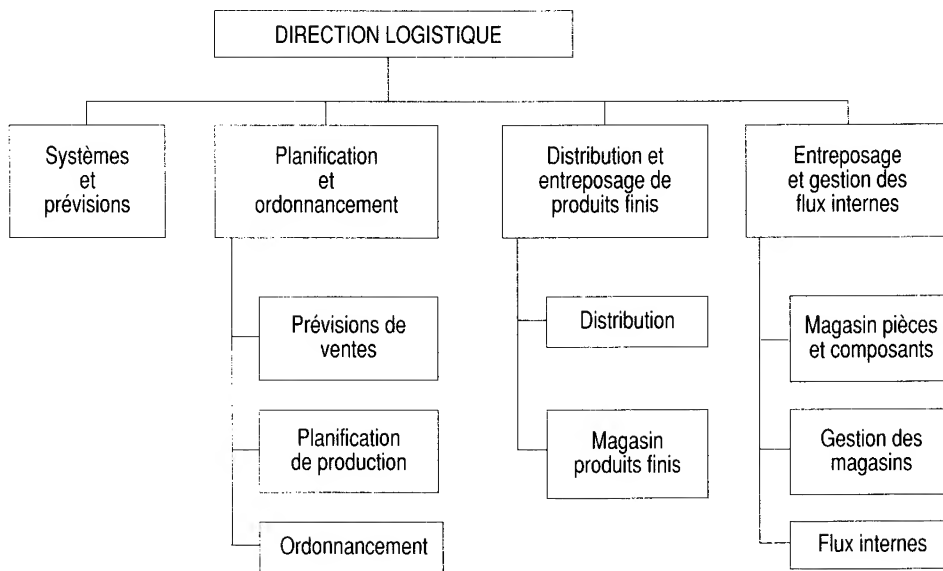 DIRECTION LOGISTIQUE
Systèmes
et
prévisions
Planification
et
ordonnancement
Distribution et
entreposage de
produits finis
Entreposage
et gestion des
flux internes
Prévisions de
ventes
Planification
de production
Ordonnancement
Distribution
Magasin
produits finis
Magasin pièces
et composants
Gestion des
magasins
Flux internes